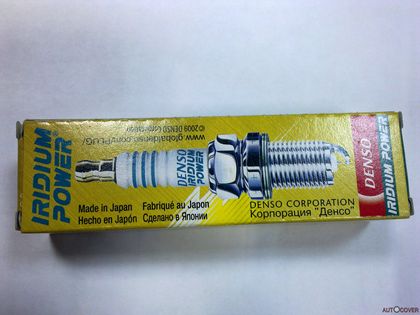 IRIDIUM
POWER
www.globaldenso.com/PLUG/
©2009 DENSO Corporation
DENSO
IRIDIUM
POWER
DENSO
IRIDIUM POWER
Made in Japan Fabriqué au Japon
Hecho en Japón Сделано в Японии
DENSO CORPORATION
Корпорация "Денсо"
AUTOCOVER